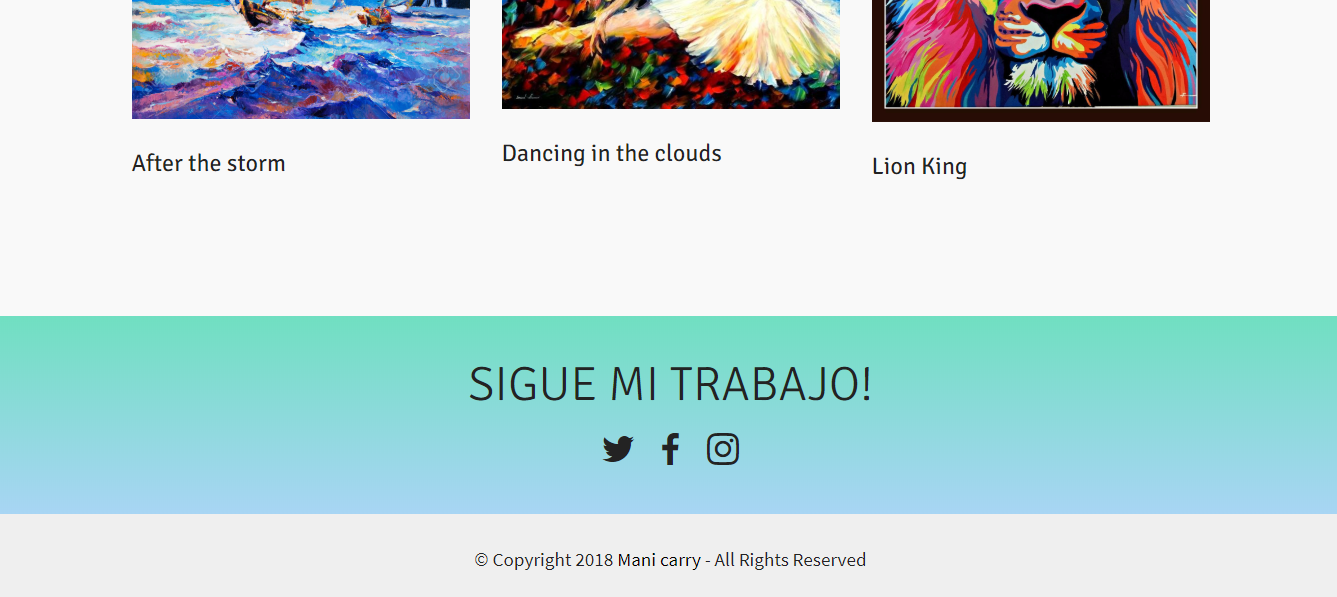 After the storm
Dancing in the clouds
Lion King
SIGUE MI TRABAJO!
© Copyright 2018 Mani carry - All Rights Reserved